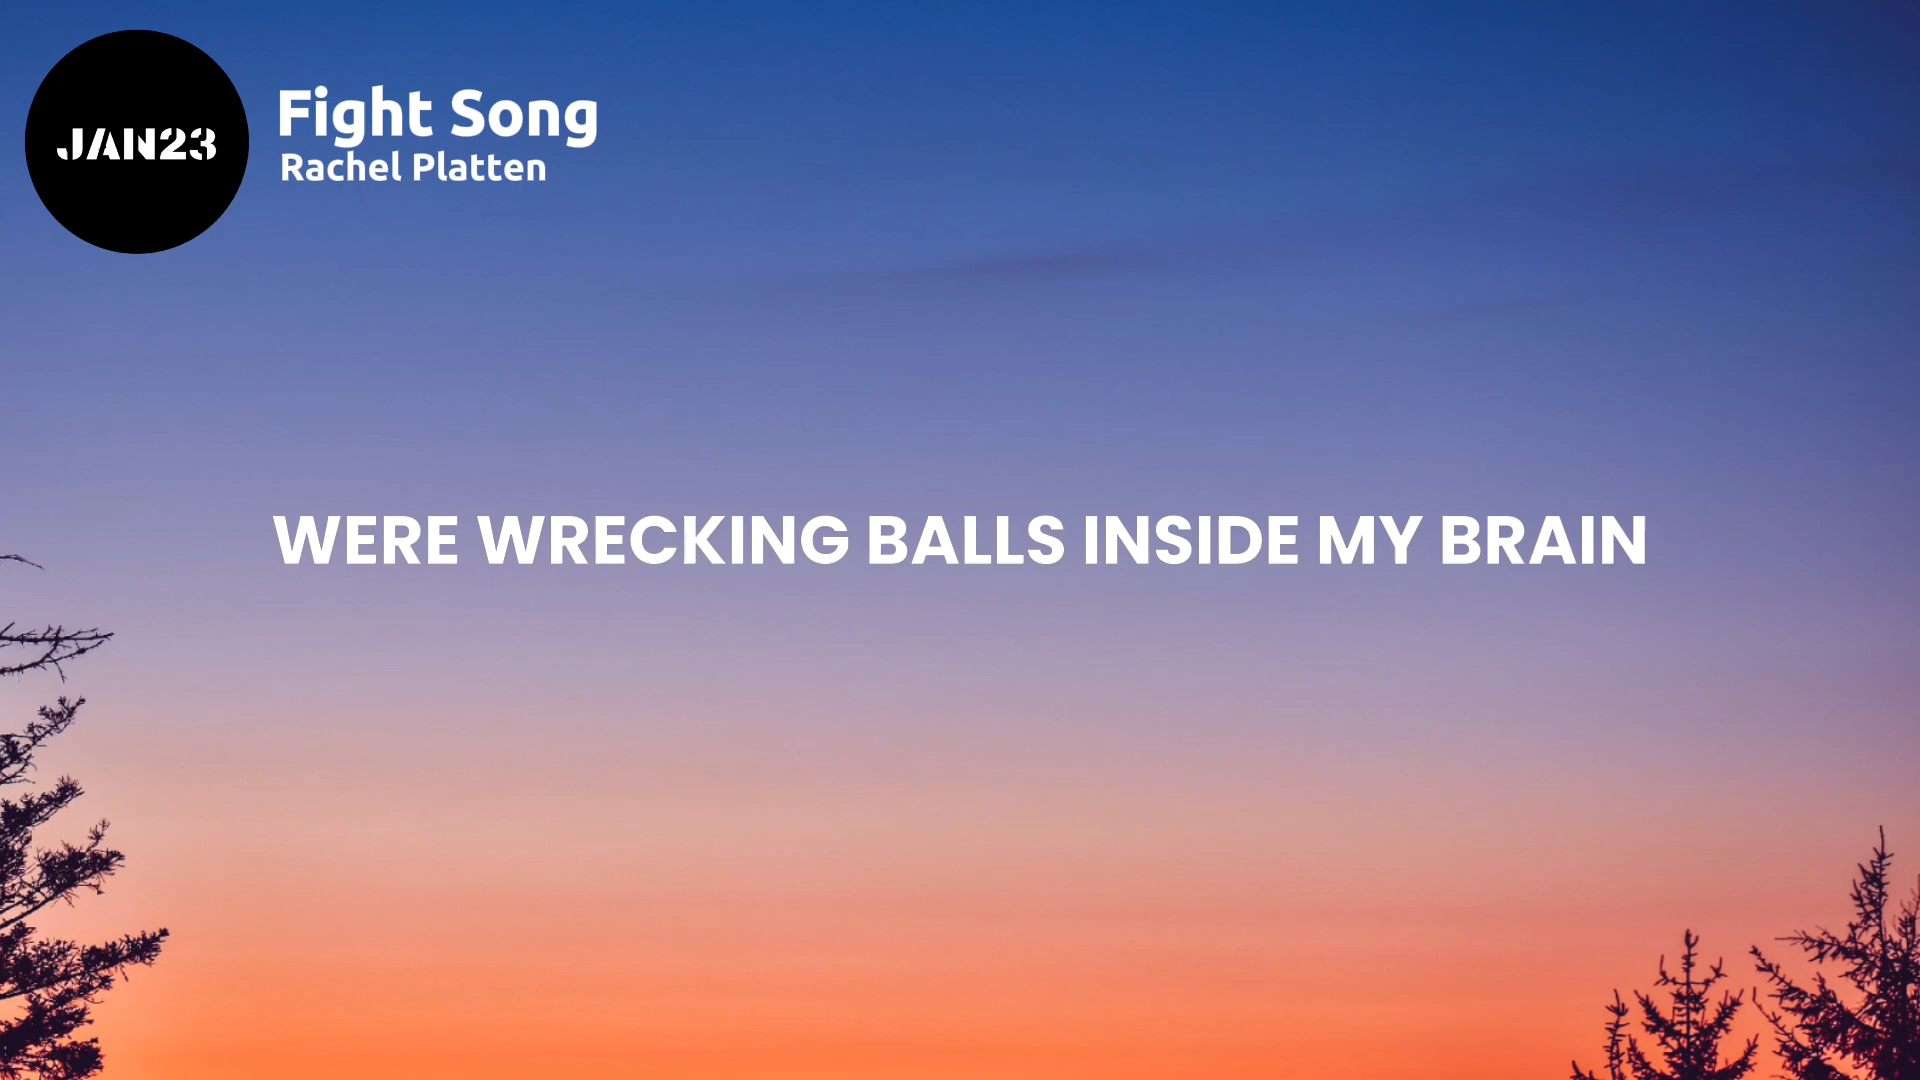 JAN23
Fight Song
Rachel Platten
WERE WRECKING BALLS INSIDE MY BRAIN